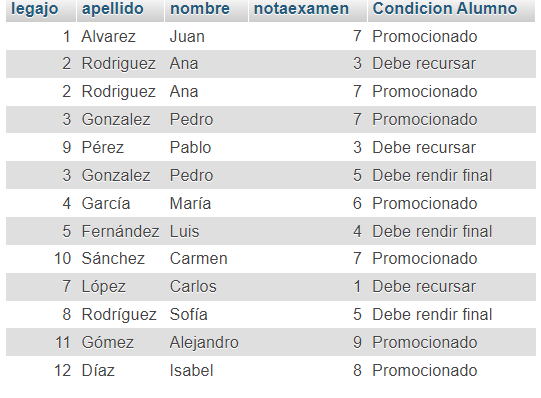 legajo apellido nombre notaexamen Condicion Alumno
1 Alvarez Juan 7 Promocionado
2 Rodriguez Ana 3 Debe recursar
2 Rodriguez Ana 7 Promocionado
3 Gonzalez Pedro 7 Promocionado
9 Pérez Pablo 3 Debe recursar
3 Gonzalez Pedro 5 Debe rendir final
4 García María 6 Promocionado
5 Fernández Luis 4 Debe rendir final
10 Sánchez Carmen 7 Promocionado
7 López Carlos 1 Debe recursar
8 Rodríguez Sofía 5 Debe rendir final
11 Gómez Alejandro 9 Promocionado
12 Díaz Isabel 8 Promocionado